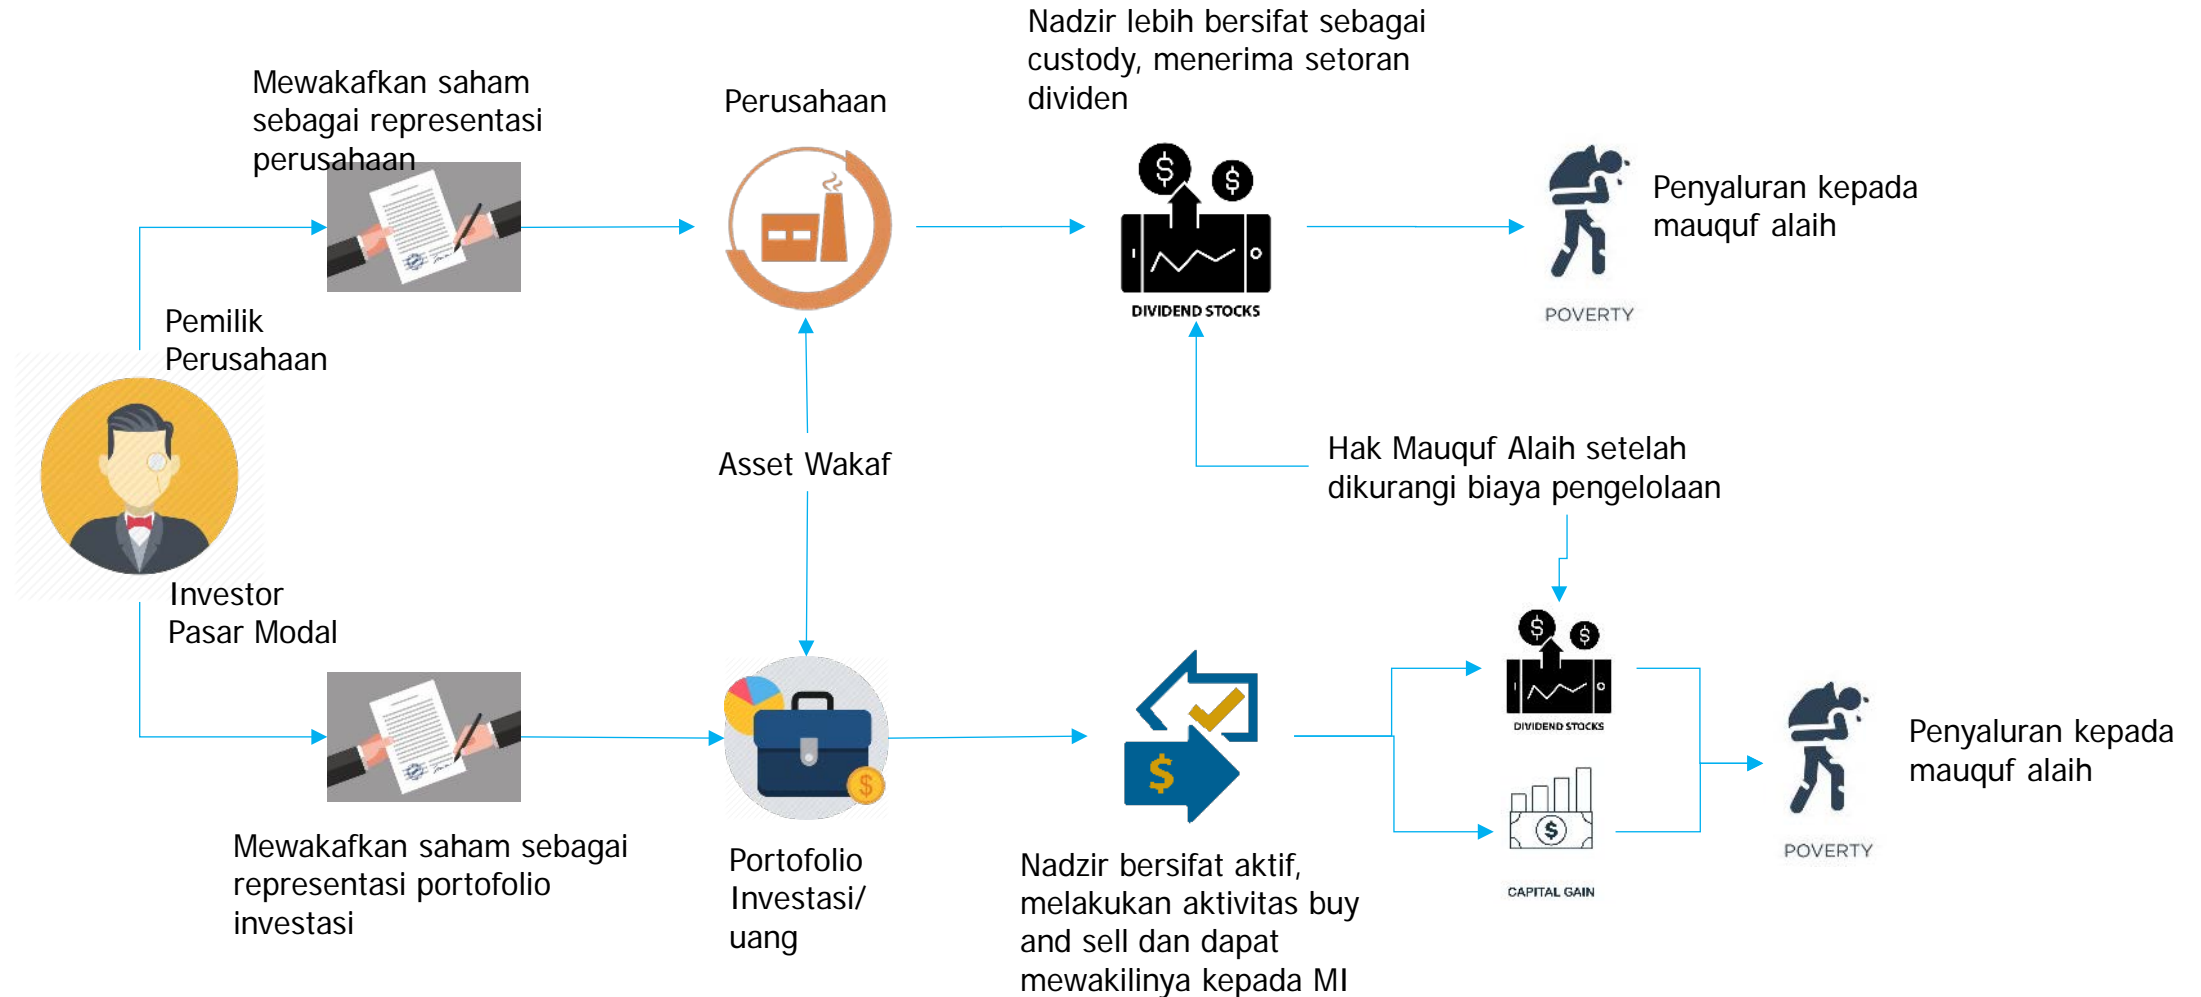 Nadzir lebih bersifat sebagai
custody, menerima setoran
dividen
Mewakafkan saham
sebagai representasi
perusahaan
Perusahaan
Penyaluran kepada
mauquf alaih
DIVIDEND STOCKS
POVERTY
Pemilik
Perusahaan
Asset Wakaf
Hak Mauquf Alaih setelah
dikurangi biaya pengelolaan
Investor
Pasar Modal
DIVIDEND STOCKS
Penyaluran kepada
mauquf alaih
POVERTY
CAPITAL GAIN
Mewakafkan saham sebagai
representasi portofolio
investasi
Portofolio
Investasi/
uang
Nadzir bersifat aktif,
melakukan aktivitas buy
and sell dan dapat
mewakilinya kepada MI